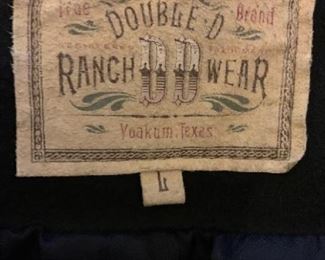 True Brand
DOUBLE·D
RANCH DD WEAR
Yoakum, Texas
L